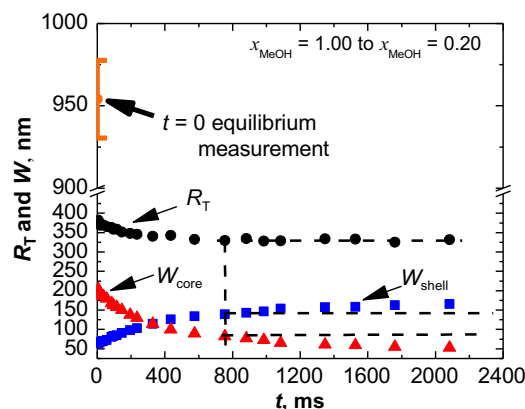 1000
x_MeOH = 1.00 to x_MeOH = 0.20
950
t = 0 equilibrium
measurement
900
400
350
R_T
300
250
200
W_core
W_shell
150
100
50
0 400 800 1200 1600 2000 2400
t, ms
R_T and W, nm